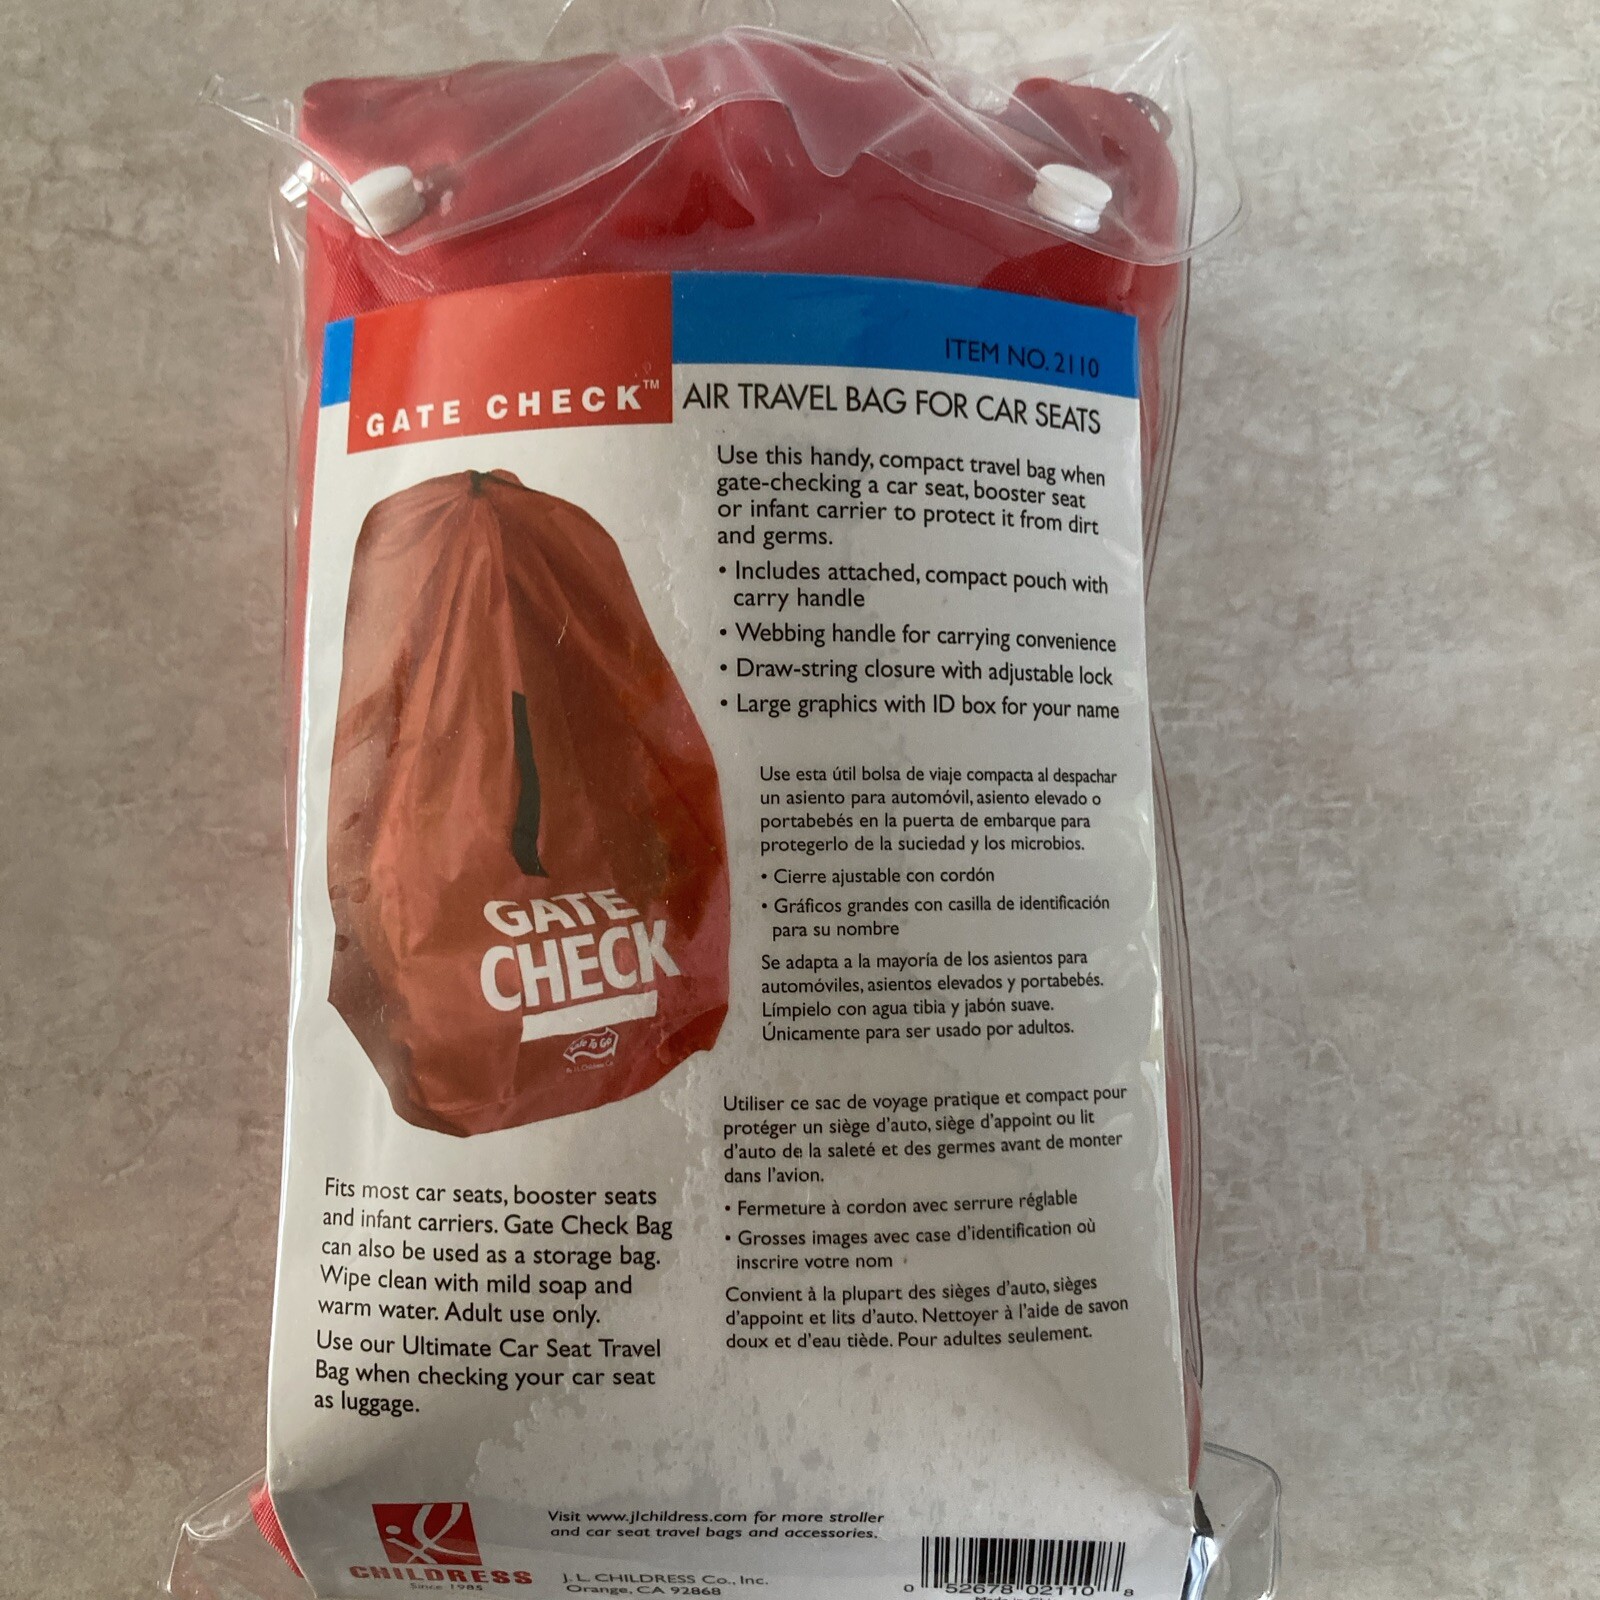 ITEM NO. 2110
GATE CHECK™
AIR TRAVEL BAG FOR CAR SEATS
Use this handy, compact travel bag when
gate-checking a car seat, booster seat
or infant carrier to protect it from dirt
and germs.
• Includes attached, compact pouch with
carry handle
• Webbing handle for carrying convenience
• Draw-string closure with adjustable lock
• Large graphics with ID box for your name
Use esta útil bolsa de viaje compacta al despachar
un asiento para automóvil, asiento elevado o
portabebés en la puerta de embarque para
protegerlo de la suciedad y los microbios.
• Cierre ajustable con cordón
• Gráficos grandes con casilla de identificación
para su nombre
Se adapta a la mayoría de los asientos para
automóviles, asientos elevados y portabebés.
Límpielo con agua tibia y jabón suave.
Únicamente para ser usado por adultos.
Utiliser ce sac de voyage pratique et compact pour
protéger un siège d'auto, siège d'appoint ou lit
d'auto de la saleté et des germes avant de monter
dans l'avion.
• Fermeture à cordon avec serrure réglable
• Grosses images avec case d'identification où
inscrire votre nom
Convient à la plupart des sièges d'auto, sièges
d'appoint et lits d'auto. Nettoyer à l'aide de savon
doux et d'eau tiède. Pour adultes seulement.
GATE
CHECK
Safe To Go
Fits most car seats, booster seats
and infant carriers. Gate Check Bag
can also be used as a storage bag.
Wipe clean with mild soap and
warm water. Adult use only.
Use our Ultimate Car Seat Travel
Bag when checking your car seat
as luggage.
CHILDRESS
Since 1985
Visit www.jlchildress.com for more stroller
and car seat travel bags and accessories.
J. L. CHILDRESS Co., Inc.
Orange, CA 92868
0 52678 02110 8